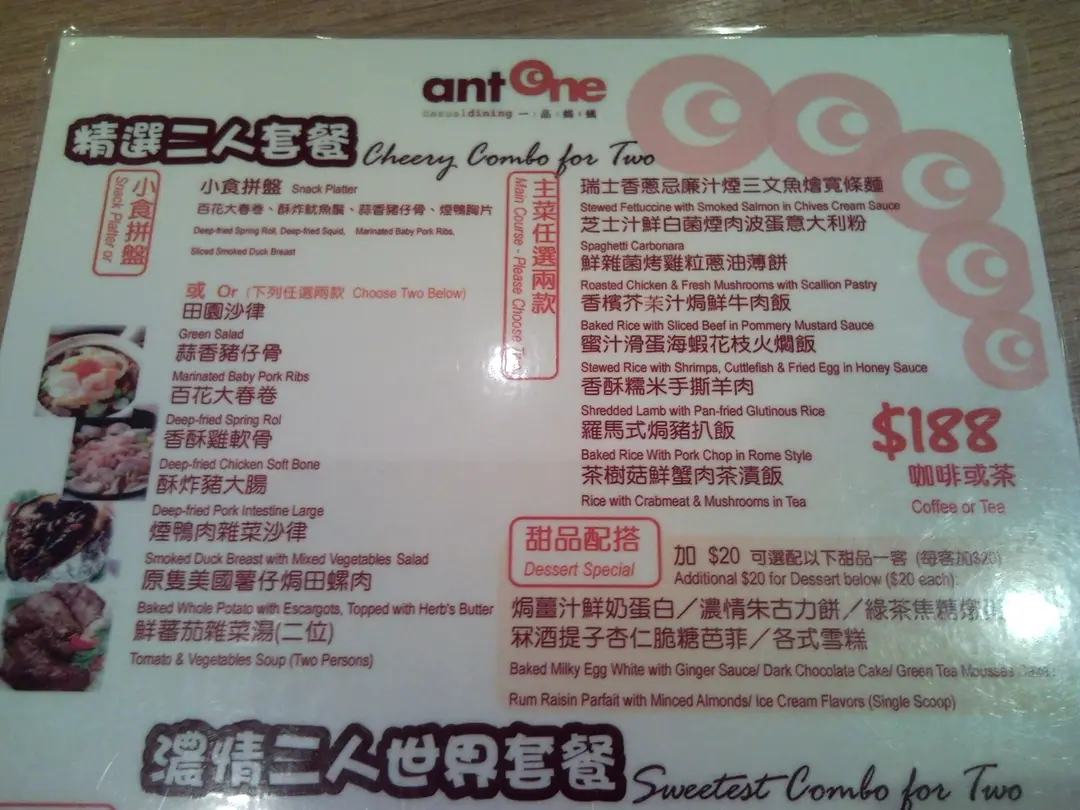 ant One
casualdining 一 : 品 : 螞 : 蟻
精選二人套餐 Cheery Combo for Two
小食拼盤
Snack Platter or
小食拼盤 Snack Platter
百花大春卷、酥炸魷魚鬚、蒜香豬仔骨、煙鴨胸片
Deep-fried Spring Roll, Deep-fried Squid, Marinated Baby Pork Ribs,
Sliced Smoked Duck Breast
或 Or (下列任選兩款 Choose Two Below)
田園沙律
Green Salad
蒜香豬仔骨
Marinated Baby Pork Ribs
百花大春卷
Deep-fried Spring Rol
香酥雞軟骨
Deep-fried Chicken Soft Bone
酥炸豬大腸
Deep-fried Pork Intestine Large
煙鴨肉雜菜沙律
Smoked Duck Breast with Mixed Vegetables Salad
原隻美國薯仔焗田螺肉
Baked Whole Potato with Escargots, Topped with Herb's Butter
鮮蕃茄雜菜湯(二位)
Tomato & Vegetables Soup (Two Persons)
主菜任選兩款
Main Course - Please Choose
瑞士香蔥忌廉汁煙三文魚燴寬條麵
Stewed Fettuccine with Smoked Salmon in Chives Cream Sauce
芝士汁鮮白菌煙肉波蛋意大利粉
Spaghetti Carbonara
鮮雜菌烤雞粒蔥油薄餅
Roasted Chicken & Fresh Mushrooms with Scallion Pastry
香檳芥茉汁焗鮮牛肉飯
Baked Rice with Sliced Beef in Pommery Mustard Sauce
蜜汁滑蛋海蝦花枝火爛飯
Stewed Rice with Shrimps, Cuttlefish & Fried Egg in Honey Sauce
香酥糯米手撕羊肉
Shredded Lamb with Pan-fried Glutinous Rice
羅馬式焗豬扒飯
Baked Rice With Pork Chop in Rome Style
茶樹菇鮮蟹肉茶漬飯
Rice with Crabmeat & Mushrooms in Tea
$188
咖啡或茶
Coffee or Tea
甜品配搭
Dessert Special
加 $20 可選配以下甜品一客 (每客加$20)
Additional $20 for Dessert below ($20 each):
焗薑汁鮮奶蛋白／濃情朱古力餅／綠茶焦糖燉
冧酒提子杏仁脆糖芭菲／各式雪糕
Baked Milky Egg White with Ginger Sauce/ Dark Chocolate Cake/ Green Tea Mousses Cake/
Rum Raisin Parfait with Minced Almonds/ Ice Cream Flavors (Single Scoop)
濃情二人世界套餐 Sweetest Combo for Two